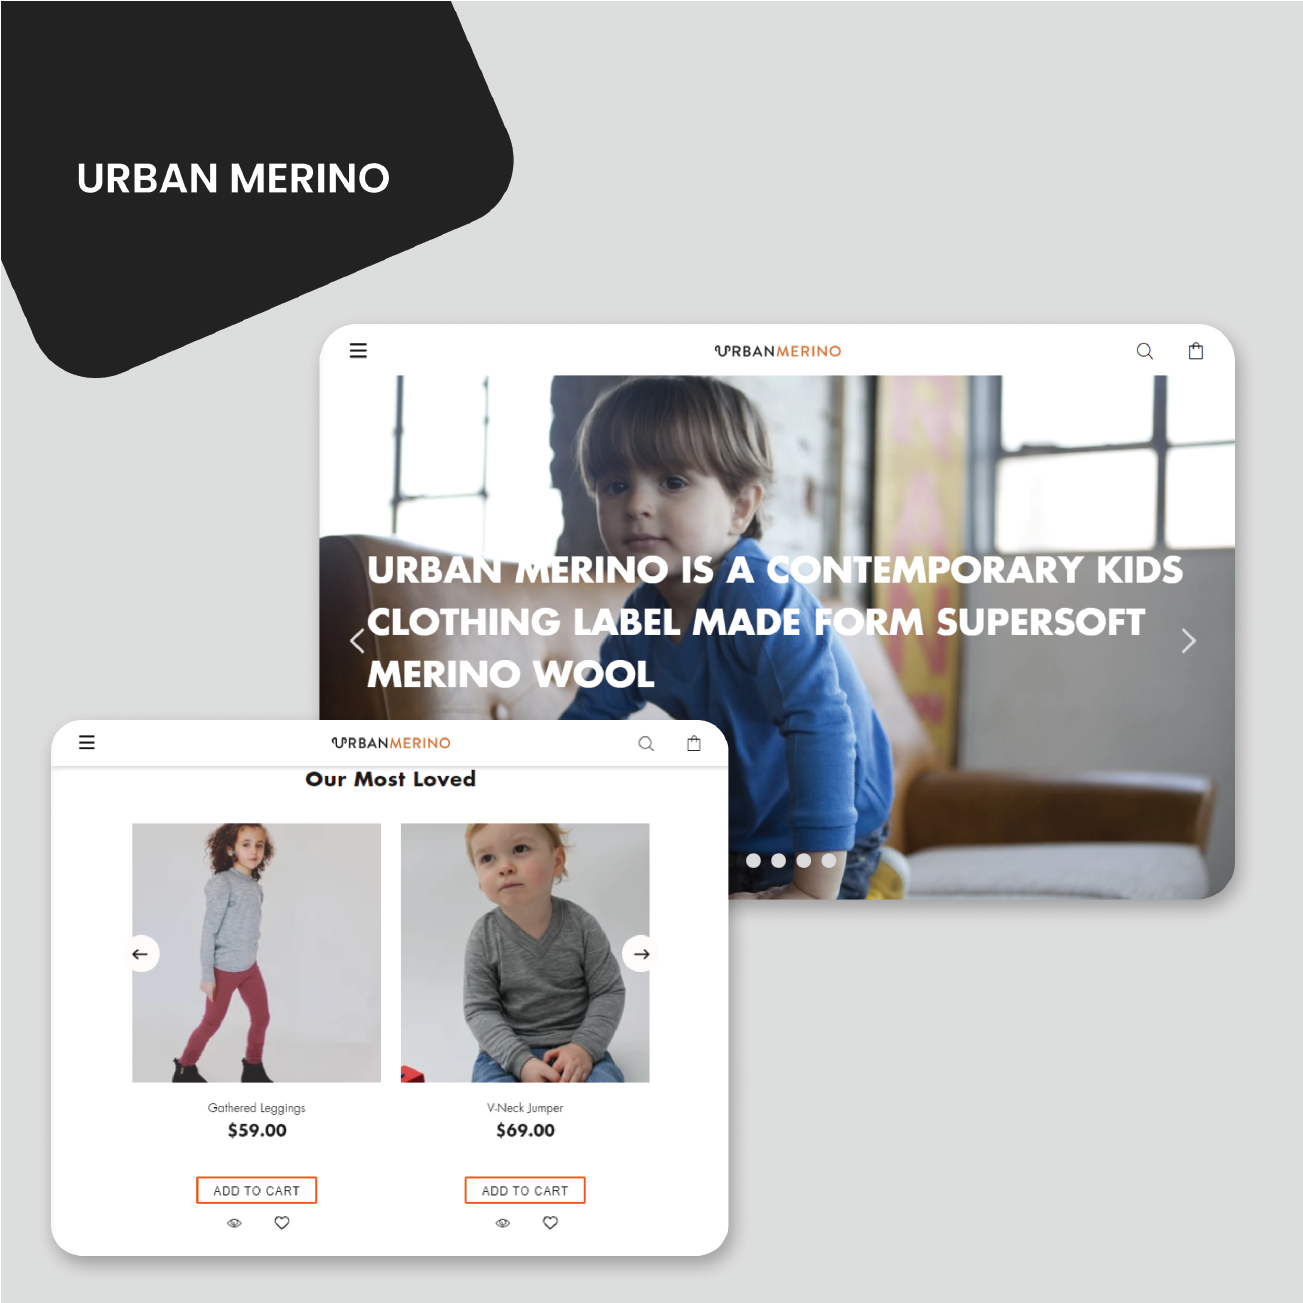 URBAN MERINO
URBANMERINO
URBAN MERINO IS A CONTEMPORARY KIDS
CLOTHING LABEL MADE FORM SUPERSOFT
MERINO WOOL
URBANMERINO
Our Most Loved
Gathered Leggings
$59.00
ADD TO CART
V-Neck Jumper
$69.00
ADD TO CART